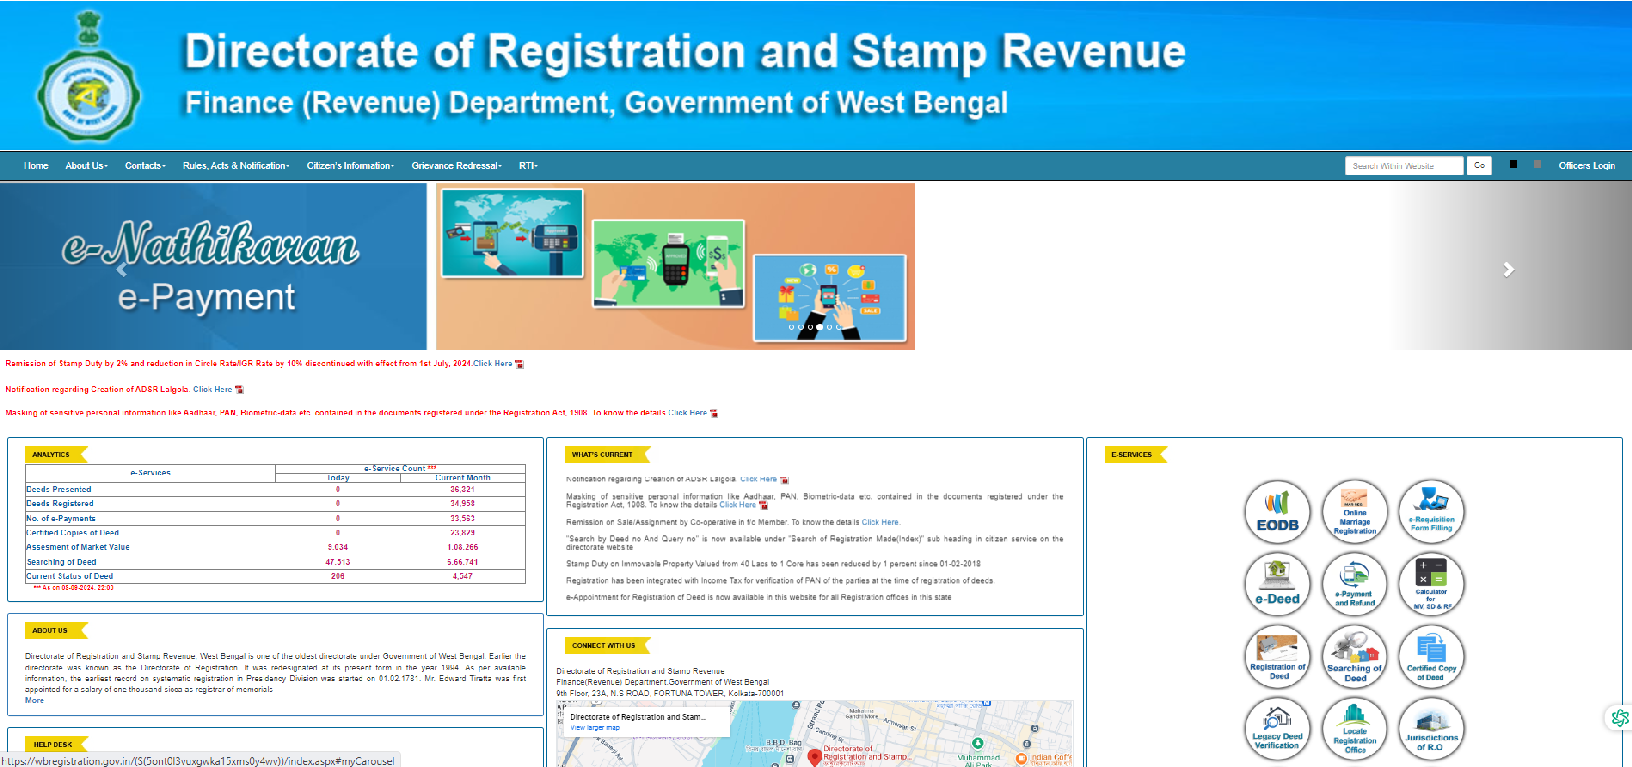 Directorate of Registration and Stamp Revenue
Finance (Revenue) Department, Government of West Bengal
Home About Us Contacts Rules, Acts & Notification Citizen's Information Grievance Redressal RTI Search Within Website Go Officers Login
e-Nathikaran
e-Payment
Remission of Stamp Duty by 2% and reduction in Circle Rate/IGR Rate by 10% discontinued with effect from 1st July, 2024.Click Here
Notification regarding Creation of ADSR Lalgola. Click Here
Masking of sensitive personal information like Aadhaar, PAN, Biometric-data etc. contained in the documents registered under the Registration Act, 1908. To know the details Click Here
ANALYTICS
e-Services e-Service Count ***
Today Current Month
Deeds Presented 0 36,324
Deeds Registered 0 34,958
No. of e-Payments 0 33,563
Certified Copies of Deed 0 23,829
Assesment of Market Value 9,034 1,08,266
Searching of Deed 47,513 5,66,741
Current Status of Deed 206 4,547
*** As on 08-09-2024, 22:00
ABOUT US
Directorate of Registration and Stamp Revenue, West Bengal is one of the oldest directorate under Government of West Bengal. Earlier the
directorate was known as the Directorate of Registration. It was redesignated at its present form in the year 1994. As per available
information, the earliest record on systematic registration in Presidency Division was started on 01.02.1781. Mr. Edward Tiretta was first
appointed for a salary of one thousand sicca as registrar of memorials.
More
HELP DESK
https://wbregistration.gov.in/(S(5ont0l3vuxgwka15xms0y4wv))/index.aspx#myCarousel
WHAT'S CURRENT
Notification regarding Creation of ADSR Lalgola. Click Here
Masking of sensitive personal information like Aadhaar, PAN, Biometric-data etc. contained in the documents registered under the
Registration Act, 1908. To know the details Click Here
Remission on Sale/Assignment by Co-operative in f/o Member. To know the details Click Here.
"Search by Deed no And Query no" is now available under "Search of Registration Made(Index)" sub heading in citizen service on the
directorate website
Stamp Duty on Immovable Property Valued from 40 Lacs to 1 Core has been reduced by 1 percent since 01-02-2018
Registration has been integrated with Income Tax for verification of PAN of the parties at the time of registration of deeds.
e-Appointment for Registration of Deed is now available in this website for all Registration offices in this state
CONNECT WITH US
Directorate of Registration and Stamp Revenue
Finance(Revenue) Department,Government of West Bengal
9th Floor, 23A, N.S ROAD, FORTUNA TOWER, Kolkata-700001
Directorate of Registration and Stam...
View larger map
B.B.D. Bag
Directorate of
Registration and Stamp...
Muhammad
Ali Park
Indian Coff
E-SERVICES
EODB
Online
Marriage
Registration
e-Requisition
Form Filling
e-Deed
e-Payment
and Refund
Calculator
for
MV, SD & RF
Registration of
Deed
Searching of
Deed
Certified Copy
of Deed
Legacy Deed
Verification
Locate
Registration
Office
Jurisdictions
of R.O